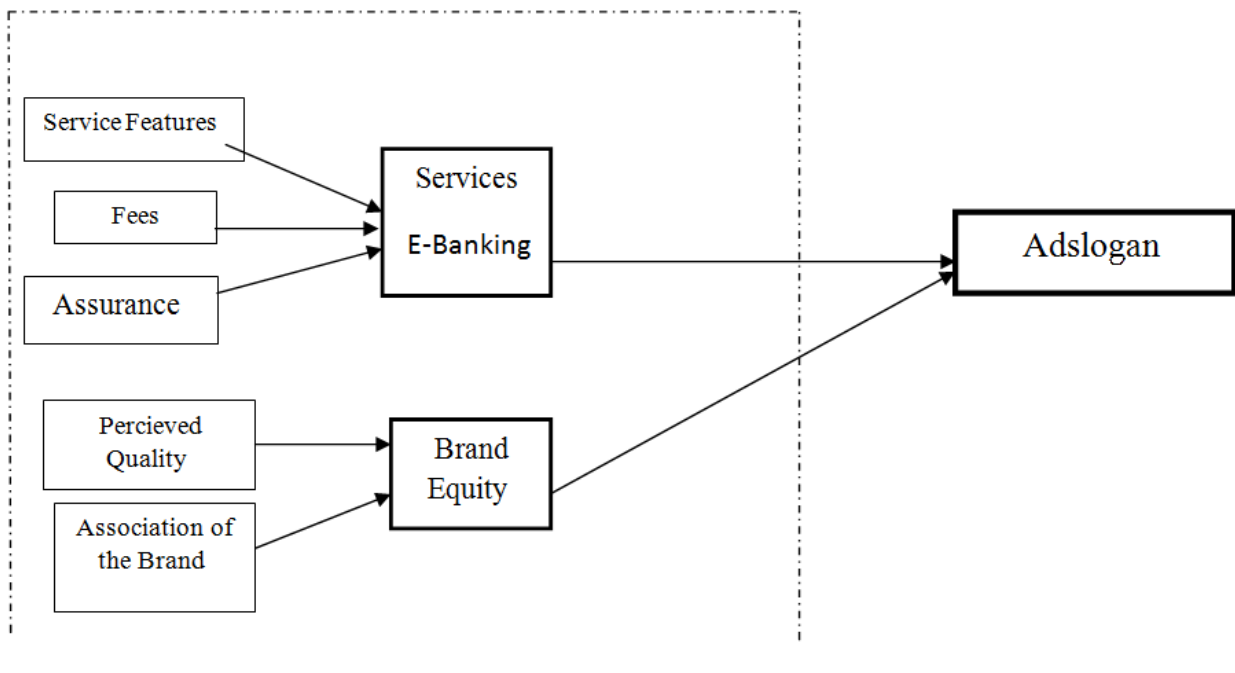 Service Features
Fees
Assurance
Services
E-Banking
Adslogan
Percieved
Quality
Association of
the Brand
Brand
Equity